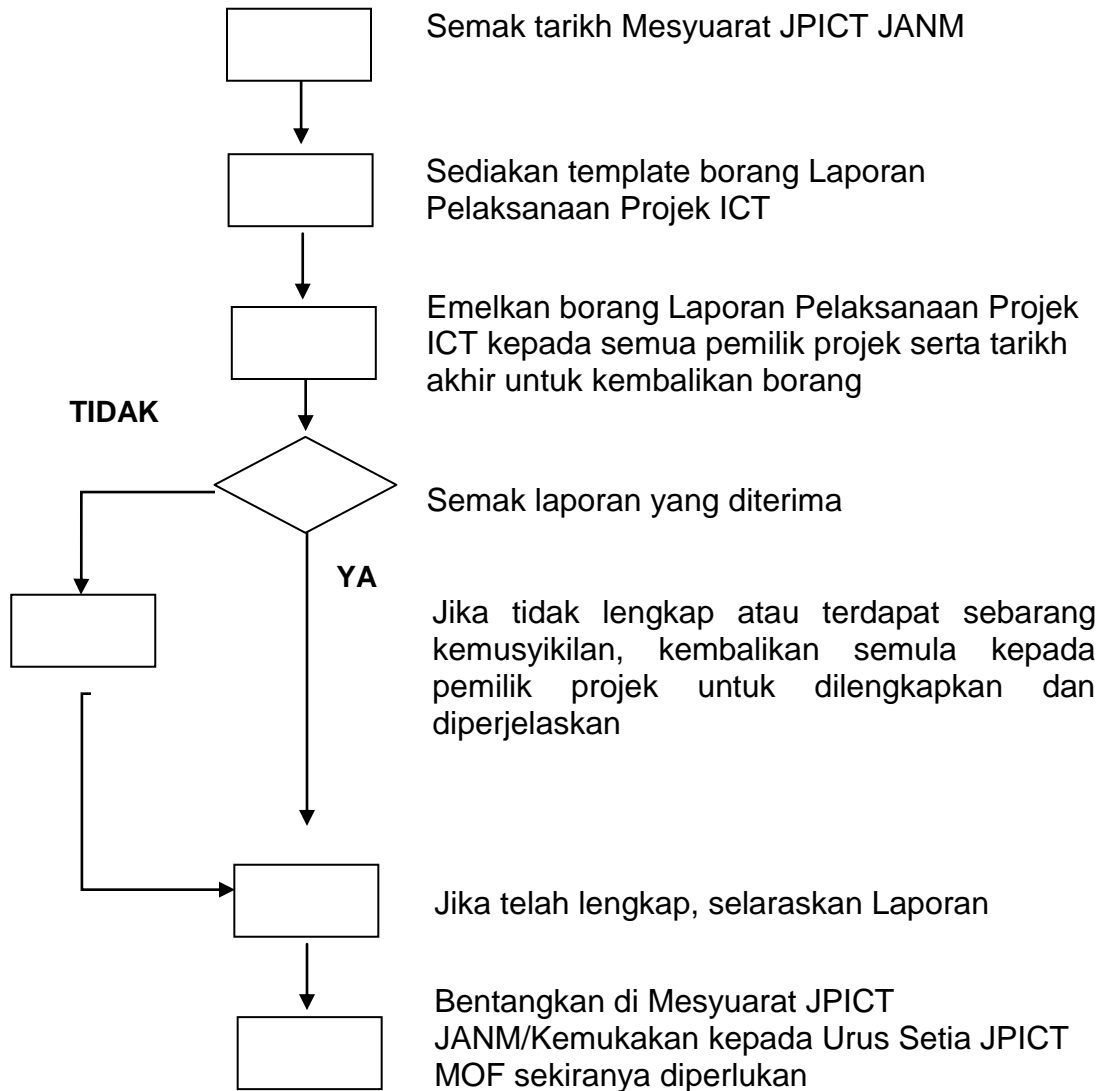 Semak tarikh Mesyuarat JPICT JANM
Sediakan template borang Laporan
Pelaksanaan Projek ICT
Emelkan borang Laporan Pelaksanaan Projek
ICT kepada semua pemilik projek serta tarikh
akhir untuk kembalikan borang
TIDAK
Semak laporan yang diterima
YA
Jika tidak lengkap atau terdapat sebarang
kemusyikilan, kembalikan semula kepada
pemilik projek untuk dilengkapkan dan
diperjelaskan
Jika telah lengkap, selaraskan Laporan
Bentangkan di Mesyuarat JPICT
JANM/Kemukakan kepada Urus Setia JPICT
MOF sekiranya diperlukan